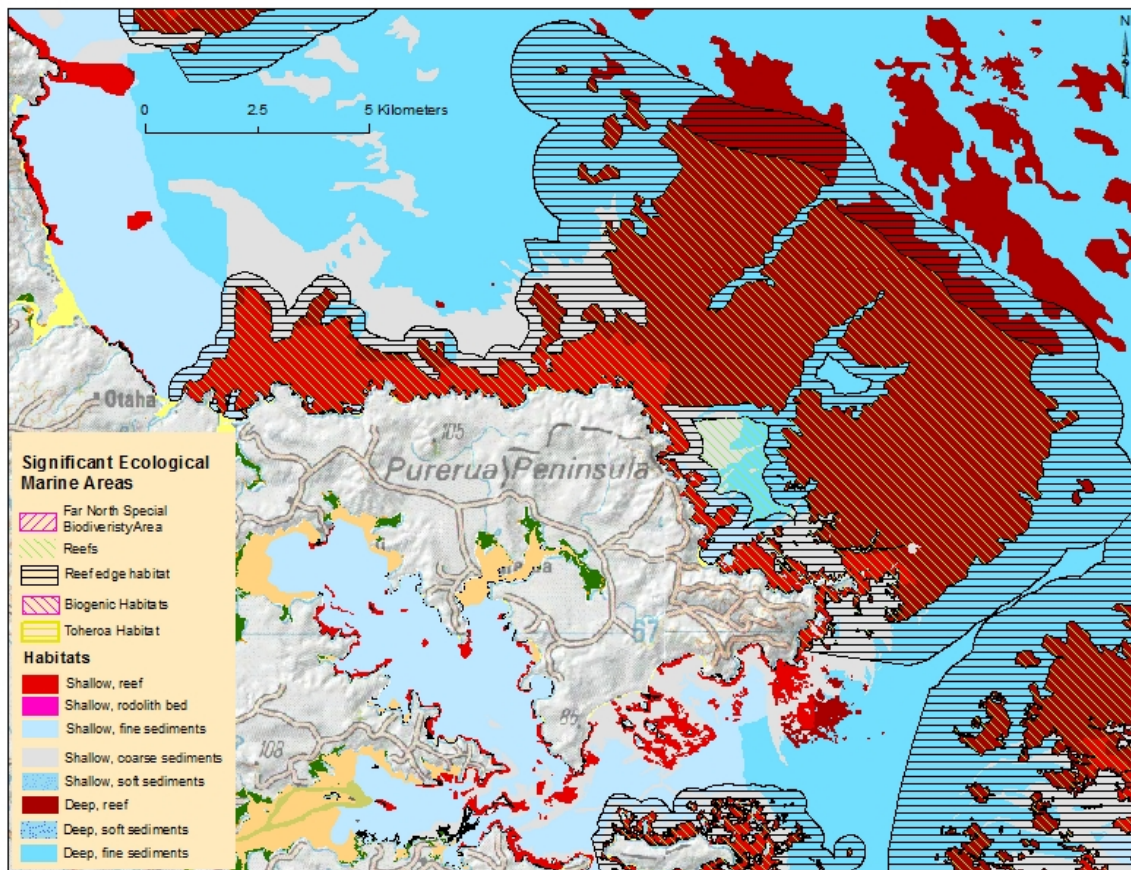 N
0 2.5 5 Kilometers
Otaha
105
Purerua Peninsula
57
86
108
Significant Ecological
Marine Areas
Far North Special
BiodiveristyArea
Reefs
Reef edge habitat
Biogenic Habitats
Toheroa Habitat
Habitats
Shallow, reef
Shallow, rodolith bed
Shallow, fine sediments
Shallow, coarse sediments
Shallow, soft sediments
Deep, reef
Deep, soft sediments
Deep, fine sediments